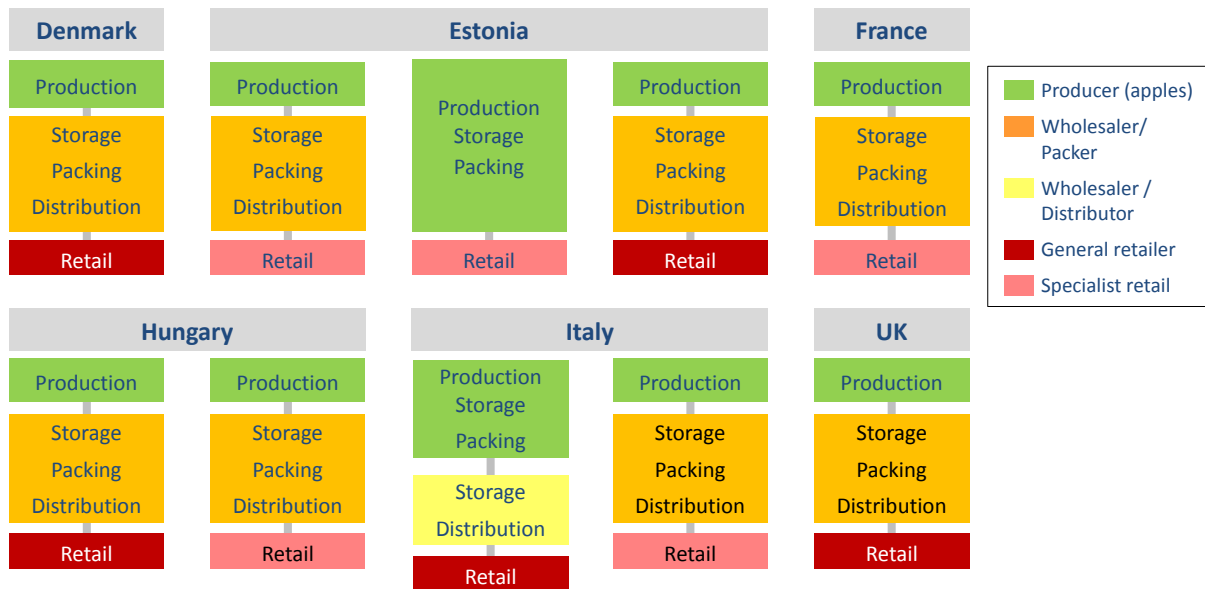 Denmark
Estonia
France
Production
Production
Production
Storage
Packing
Production
Production
Storage
Packing
Distribution
Storage
Packing
Distribution
Storage
Packing
Distribution
Storage
Packing
Distribution
Retail
Retail
Retail
Retail
Retail
Producer (apples)
Wholesaler/
Packer
Wholesaler /
Distributor
General retailer
Specialist retail
Hungary
Italy
UK
Production
Storage
Packing
Distribution
Retail
Production
Storage
Packing
Distribution
Retail
Production
Storage
Packing
Storage
Distribution
Retail
Production
Storage
Packing
Distribution
Retail
Production
Storage
Packing
Distribution
Retail